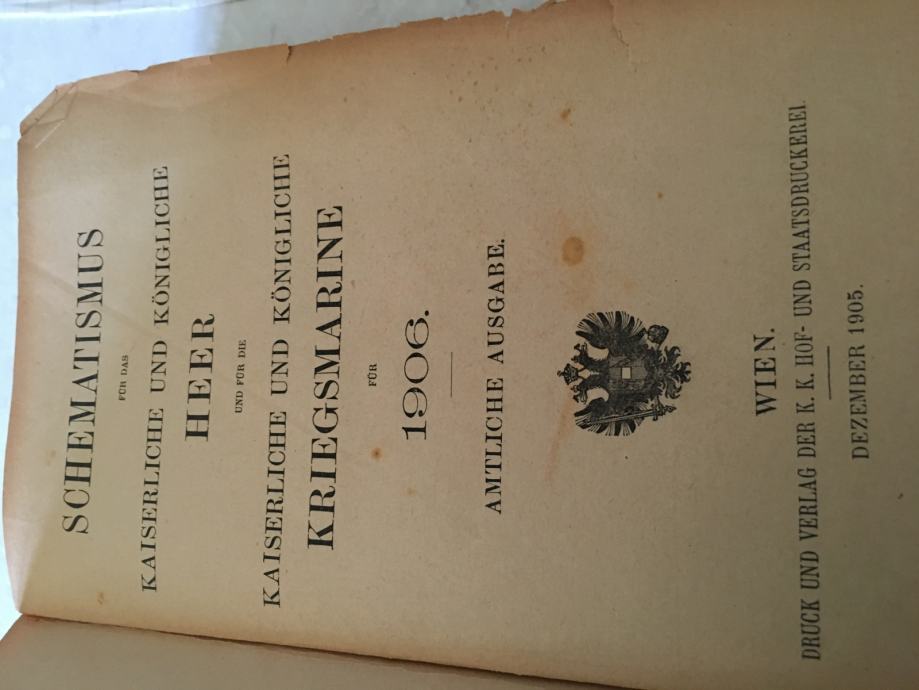 SCHEMATISMUS
FÜR DAS
KAISERLICHE UND KÖNIGLICHE
HEER
UND FÜR DIE
KAISERLICHE UND KÖNIGLICHE
KRIEGSMARINE
FÜR
1906.
AMTLICHE AUSGABE.
WIEN.
DRUCK UND VERLAG DER K. K. HOF- UND STAATSDRUCKEREI.
DEZEMBER 1905.